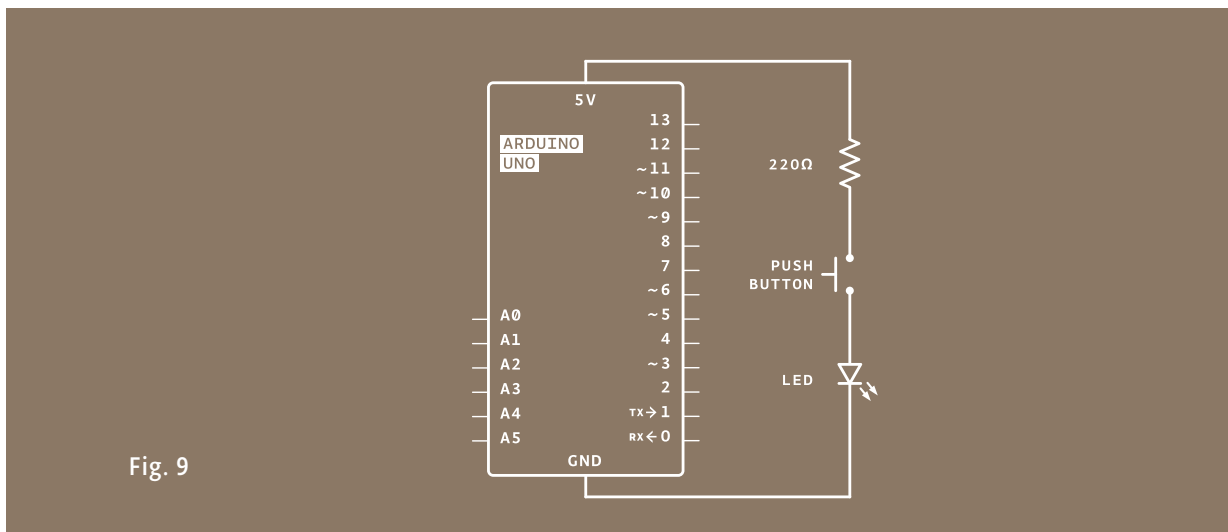 5V
ARDUINO
UNO
13
12
~11
~10
~9
8
7
~6
~5
4
~3
2
TX→1
RX←0
A0
A1
A2
A3
A4
A5
GND
220Ω
PUSH
BUTTON
LED
Fig. 9